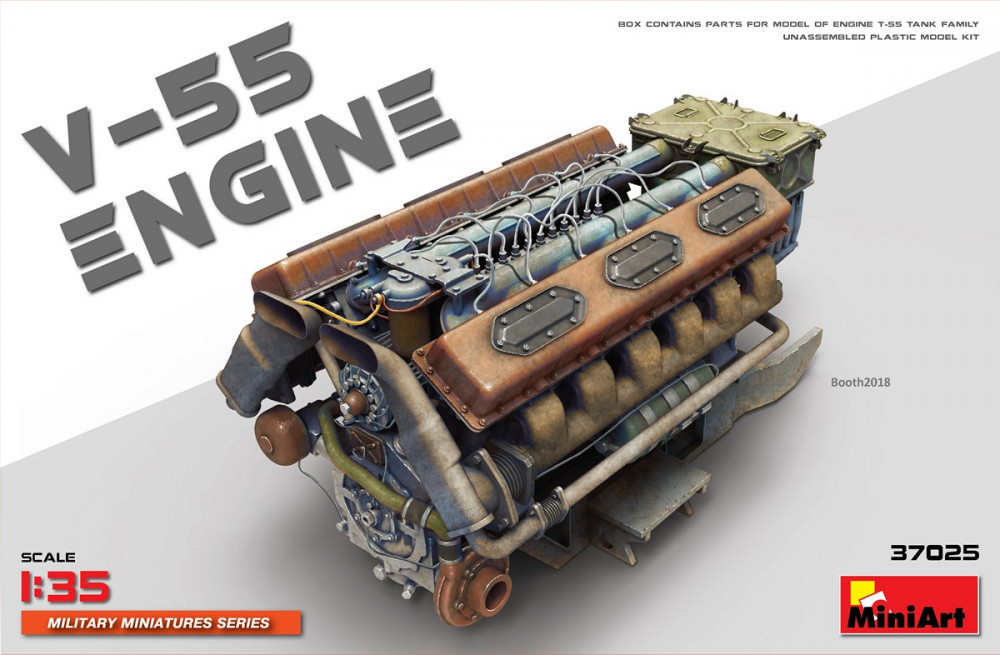 BOX CONTAINS PARTS FOR MODEL OF ENGINE T-55 TANK FAMILY
UNASSEMBLED PLASTIC MODEL KIT
V-55
ENGINE
Booth2018
SCALE
1:35
MILITARY MINIATURES SERIES
37025
MiniArt